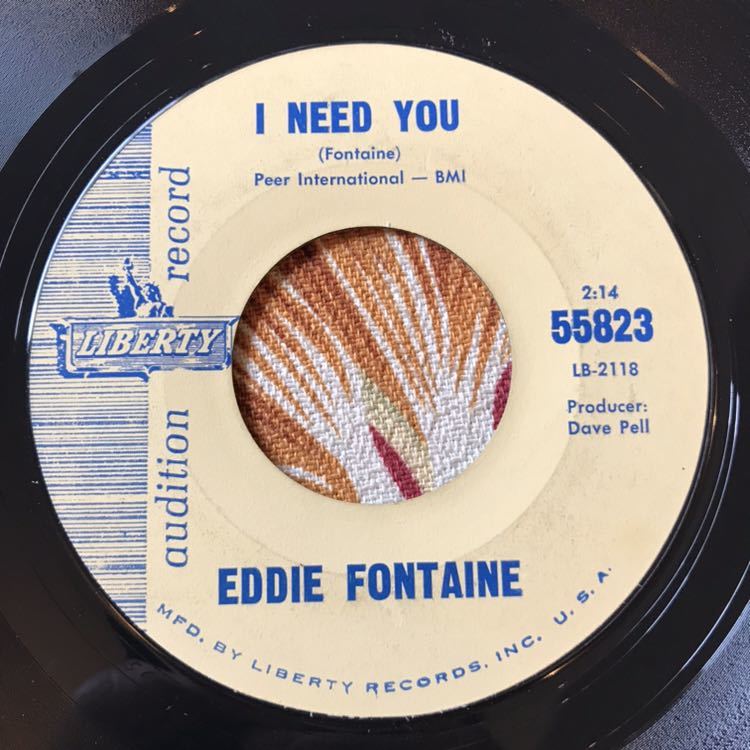 I NEED YOU
(Fontaine)
Peer International — BMI
audition record
LIBERTY
2:14
55823
LB-2118
Producer:
Dave Pell
EDDIE FONTAINE
MFD. BY LIBERTY RECORDS, INC. U. S. A.